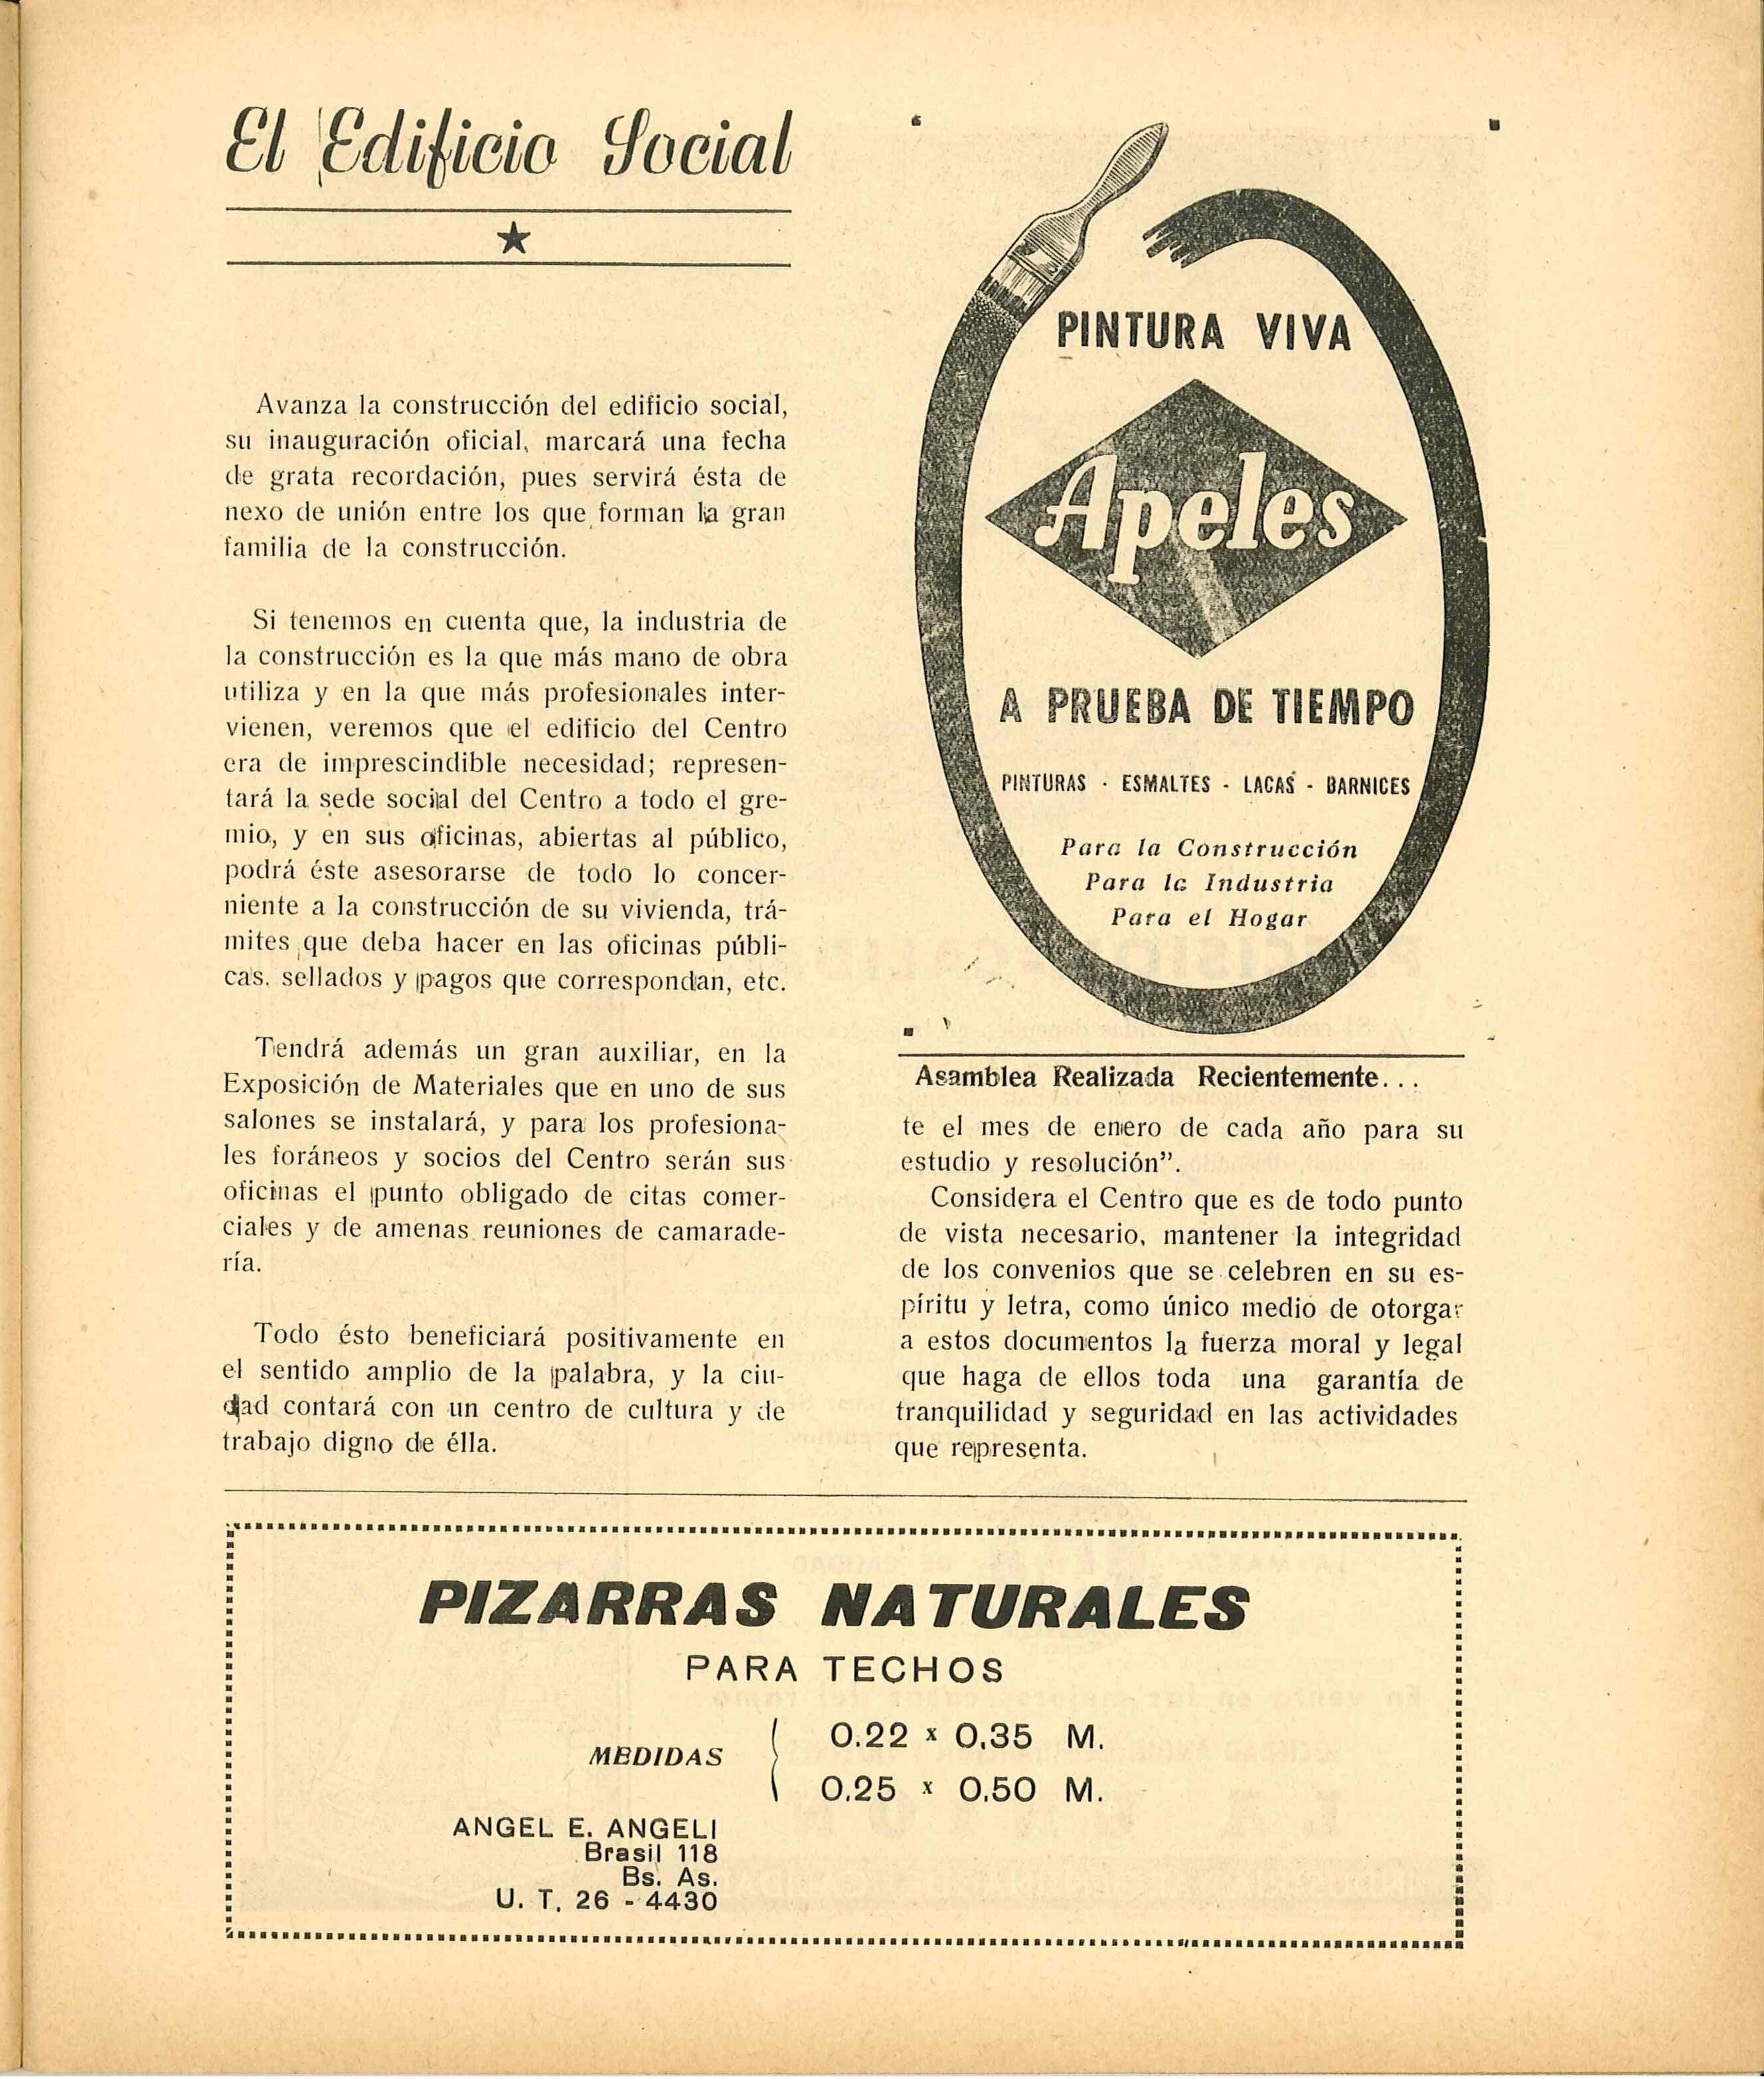 El Edificio Social
Avanza la construcción del edificio social,
su inauguración oficial, marcará una fecha
de grata recordación, pues servirá ésta de
nexo de unión entre los que forman la gran
familia de la construcción.
Si tenemos en cuenta que, la industria de
la construcción es la que más mano de obra
utiliza y en la que más profesionales inter-
vienen, veremos que el edificio del Centro
era de imprescindible necesidad; represen-
tará la sede social del Centro a todo el gre-
mio, y en sus oficinas, abiertas al público,
podrá éste asesorarse de todo lo concer-
niente a la construcción de su vivienda, trá-
mites que deba hacer en las oficinas públi-
cas, sellados y pagos que correspondan, etc.
Tendrá además un gran auxiliar, en la
Exposición de Materiales que en uno de sus
salones se instalará, y para los profesiona-
les foráneos y socios del Centro serán sus
oficinas el punto obligado de citas comer-
ciales y de amenas reuniones de camarade-
ría.
Todo ésto beneficiará positivamente en
el sentido amplio de la palabra, y la ciu-
dad contará con un centro de cultura y de
trabajo digno de élla.
PINTURA VIVA
Apeles
A PRUEBA DE TIEMPO
PINTURAS - ESMALTES - LACAS - BARNICES
Para la Construcción
Para la Industria
Para el Hogar
Asamblea Realizada Recientemente...
te el mes de enero de cada año para su
estudio y resolución”.
Considera el Centro que es de todo punto
de vista necesario, mantener la integridad
de los convenios que se celebren en su es-
píritu y letra, como único medio de otorgar
a estos documentos la fuerza moral y legal
que haga de ellos toda una garantía de
tranquilidad y seguridad en las actividades
que representa.
PIZARRAS NATURALES
PARA TECHOS
MEDIDAS
0.22 x 0,35 M.
0.25 x 0.50 M.
ANGEL E. ANGELI
Brasil 118
Bs. As.
U. T. 26 - 4430